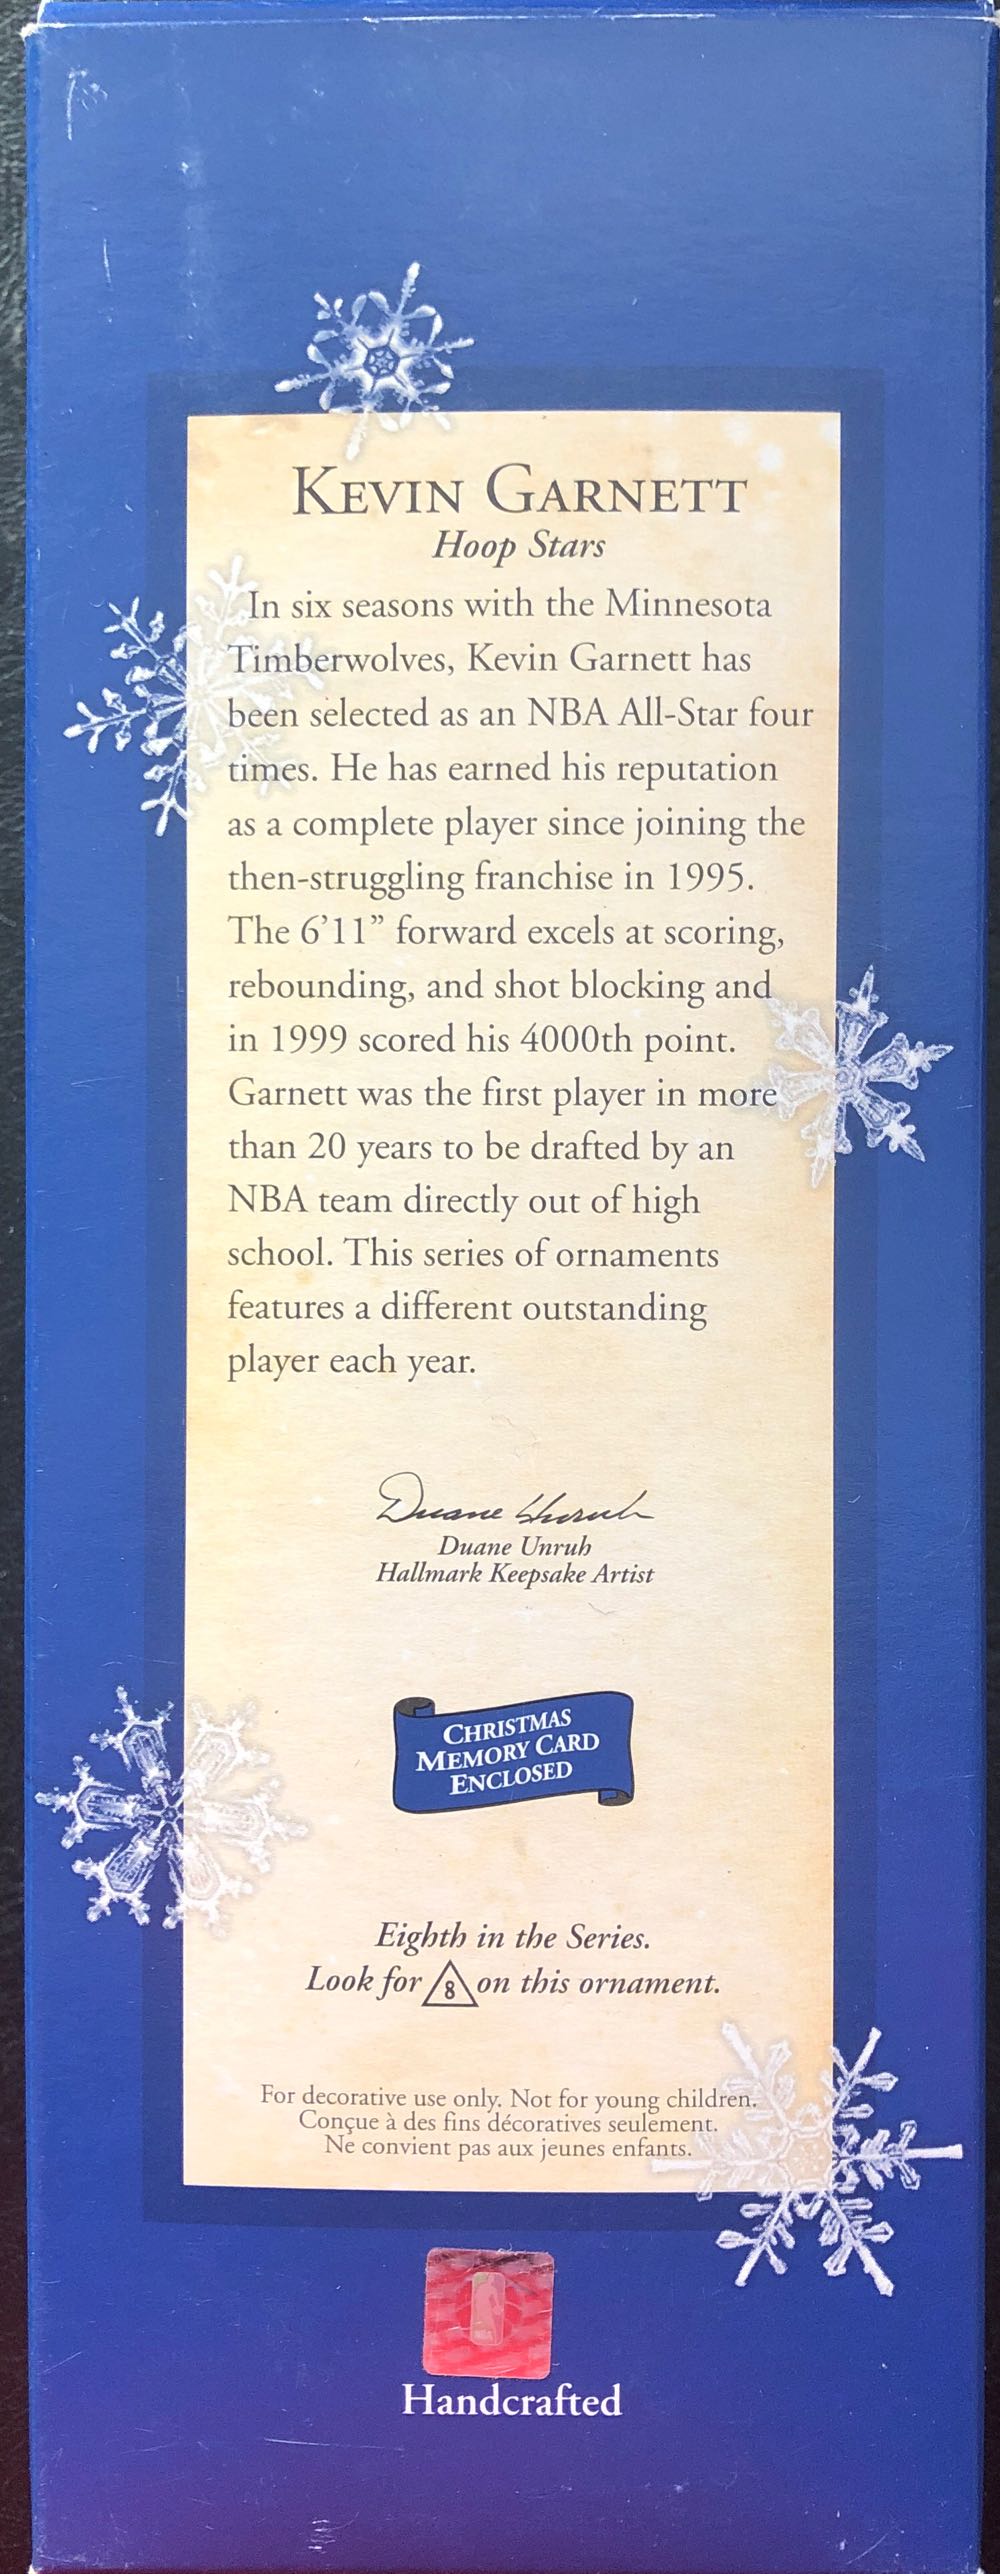 KEVIN GARNETT
Hoop Stars
In six seasons with the Minnesota
Timberwolves, Kevin Garnett has
been selected as an NBA All-Star four
times. He has earned his reputation
as a complete player since joining the
then-struggling franchise in 1995.
The 6'11" forward excels at scoring,
rebounding, and shot blocking and
in 1999 scored his 4000th point.
Garnett was the first player in more
than 20 years to be drafted by an
NBA team directly out of high
school. This series of ornaments
features a different outstanding
player each year.
Duane Unruh
Duane Unruh
Hallmark Keepsake Artist
CHRISTMAS
MEMORY CARD
ENCLOSED
Eighth in the Series.
Look for 8 on this ornament.
For decorative use only. Not for young children.
Conçue à des fins décoratives seulement.
Ne convient pas aux jeunes enfants.
NBA
Handcrafted